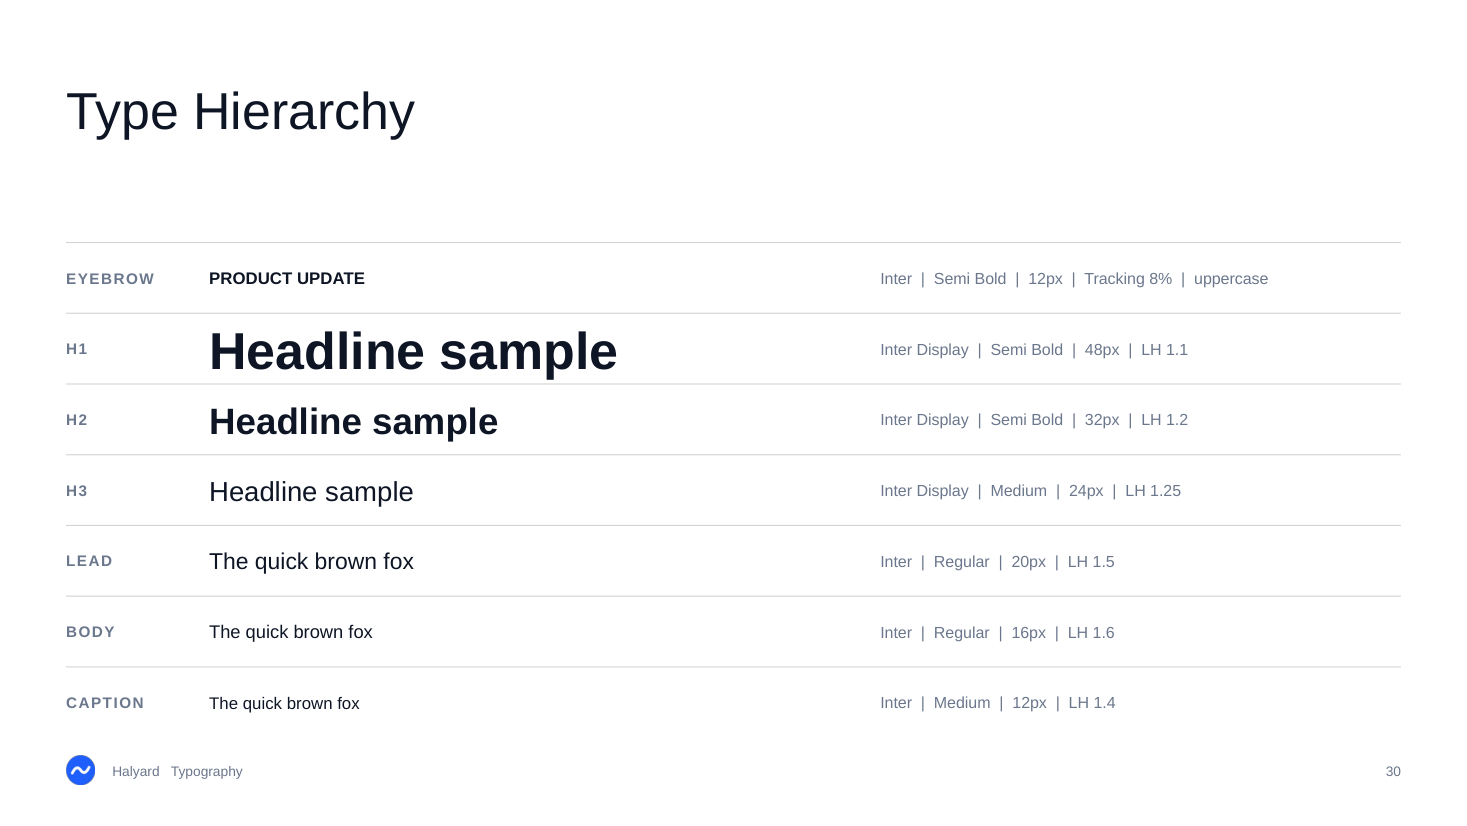 Type Hierarchy
EYEBROW PRODUCT UPDATE Inter | Semi Bold | 12px | Tracking 8% | uppercase
H1 Headline sample Inter Display | Semi Bold | 48px | LH 1.1
H2 Headline sample Inter Display | Semi Bold | 32px | LH 1.2
H3 Headline sample Inter Display | Medium | 24px | LH 1.25
LEAD The quick brown fox Inter | Regular | 20px | LH 1.5
BODY The quick brown fox Inter | Regular | 16px | LH 1.6
CAPTION The quick brown fox Inter | Medium | 12px | LH 1.4
Halyard Typography 30